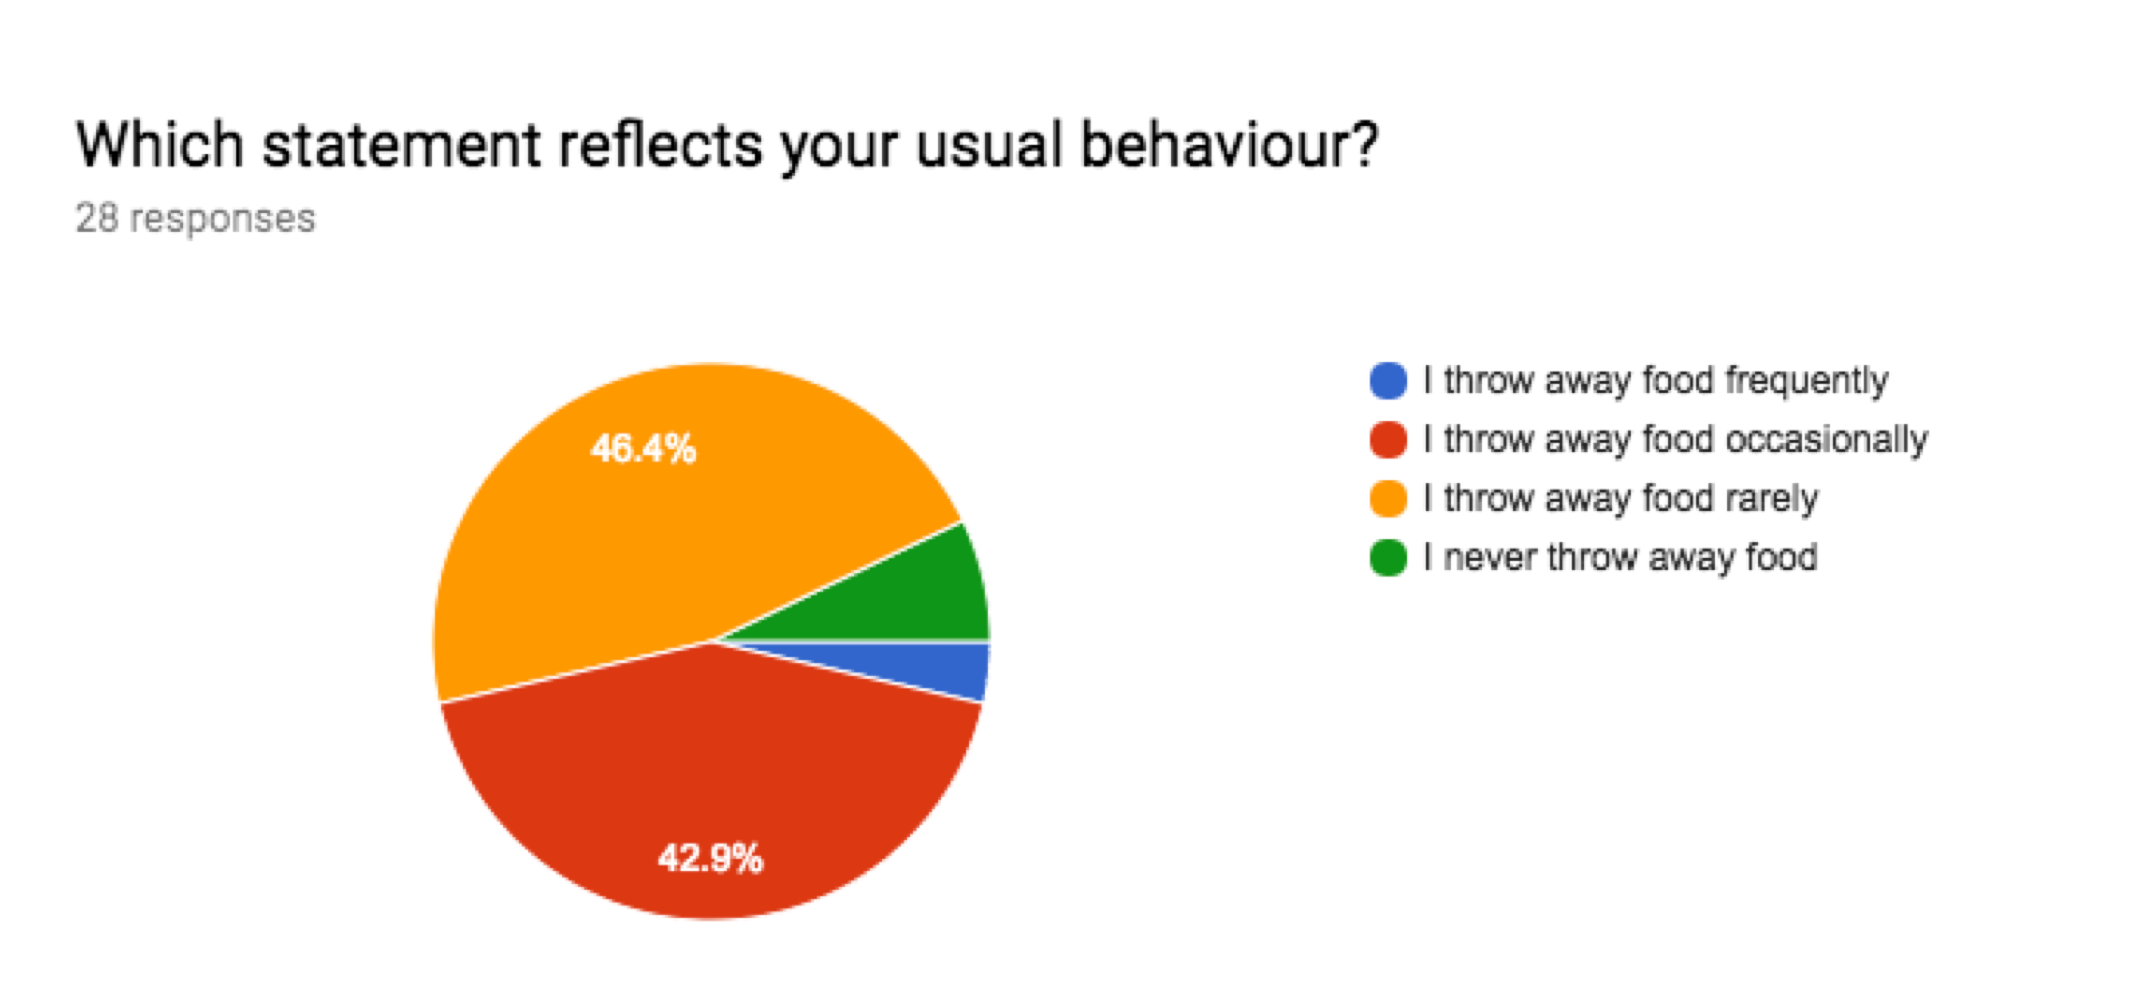 Which statement reflects your usual behaviour?
28 responses
46.4%
42.9%
I throw away food frequently
I throw away food occasionally
I throw away food rarely
I never throw away food